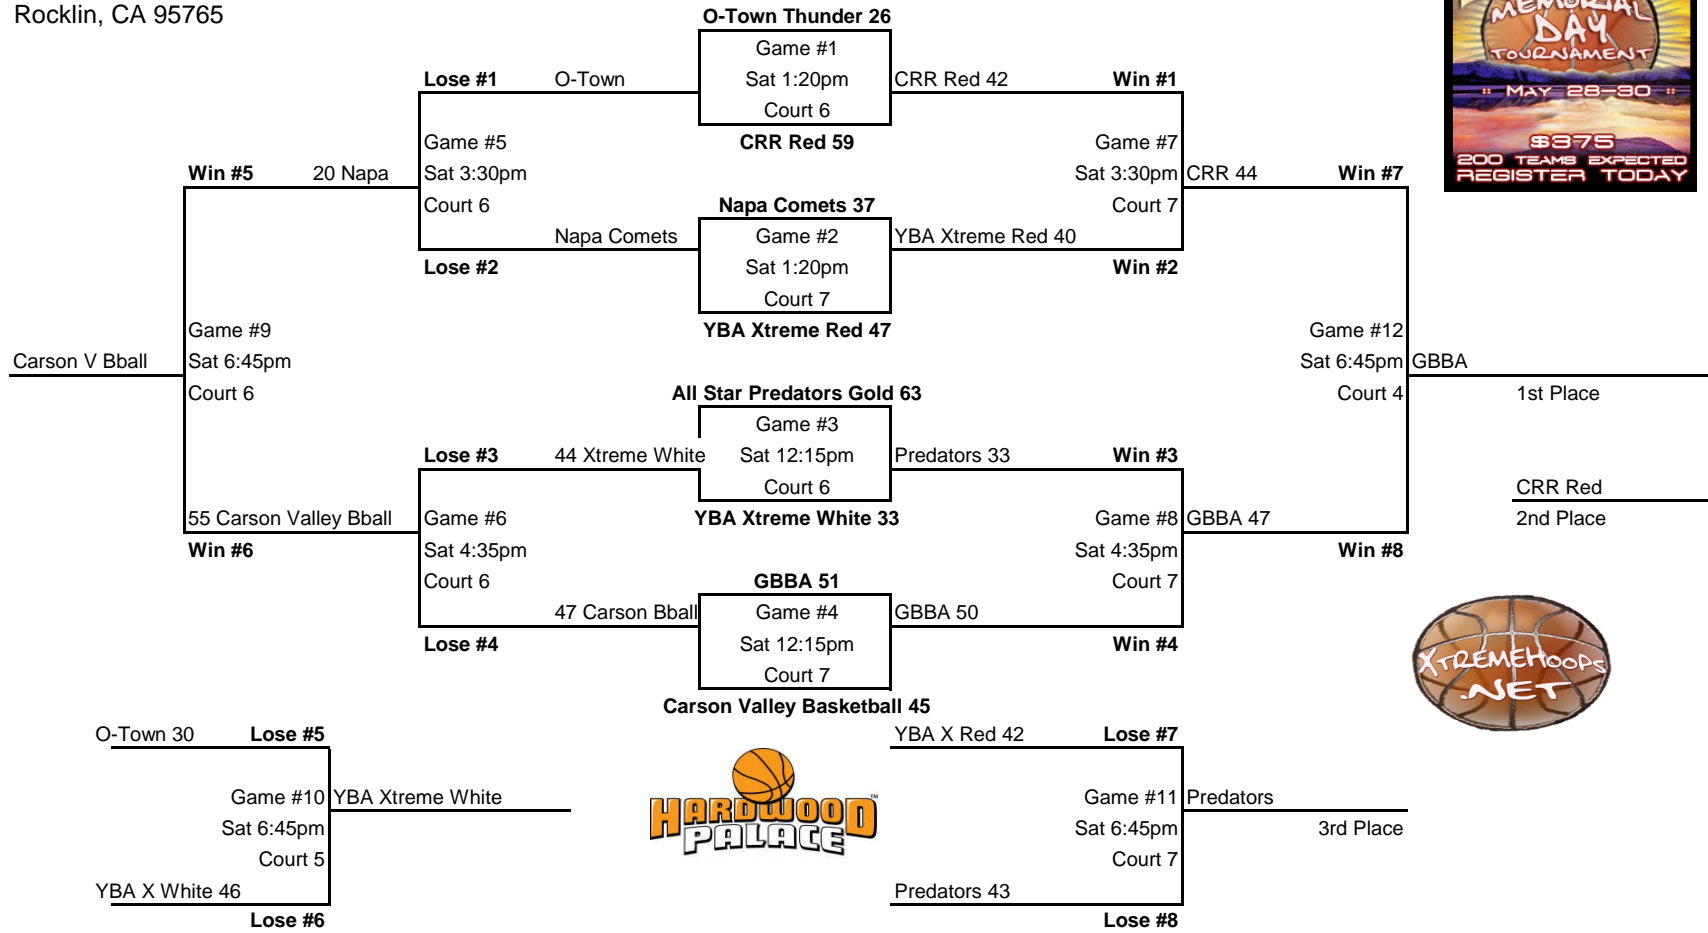 Rocklin, CA 95765
MEMORIAL
DAY
TOURNAMENT
:: MAY 28-30 ::
$375
200 TEAMS EXPECTED
REGISTER TODAY
O-Town Thunder 26
Game #1
Sat 1:20pm
Court 6
CRR Red 59
Lose #1 O-Town
CRR Red 42 Win #1
Game #5
Sat 3:30pm
Court 6
Game #7
Sat 3:30pm
Court 7
Win #5 20 Napa
CRR 44 Win #7
Napa Comets 37
Game #2
Sat 1:20pm
Court 7
YBA Xtreme Red 47
Napa Comets
Lose #2
YBA Xtreme Red 40
Win #2
Game #9
Sat 6:45pm
Court 6
Carson V Bball
Game #12
Sat 6:45pm
Court 4
GBBA
1st Place
All Star Predators Gold 63
Game #3
Sat 12:15pm
Court 6
YBA Xtreme White 33
Lose #3 44 Xtreme White
Predators 33 Win #3
CRR Red
2nd Place
55 Carson Valley Bball
Win #6
Game #6
Sat 4:35pm
Court 6
Game #8
Sat 4:35pm
Court 7
GBBA 47
Win #8
GBBA 51
Game #4
Sat 12:15pm
Court 7
Carson Valley Basketball 45
47 Carson Bball
Lose #4
GBBA 50
Win #4
XTREMEHOOPS
.NET
O-Town 30 Lose #5
Game #10
Sat 6:45pm
Court 5
YBA Xtreme White
YBA X White 46
Lose #6
HARDWOOD
PALACE
™
YBA X Red 42 Lose #7
Game #11
Sat 6:45pm
Court 7
Predators
3rd Place
Predators 43
Lose #8